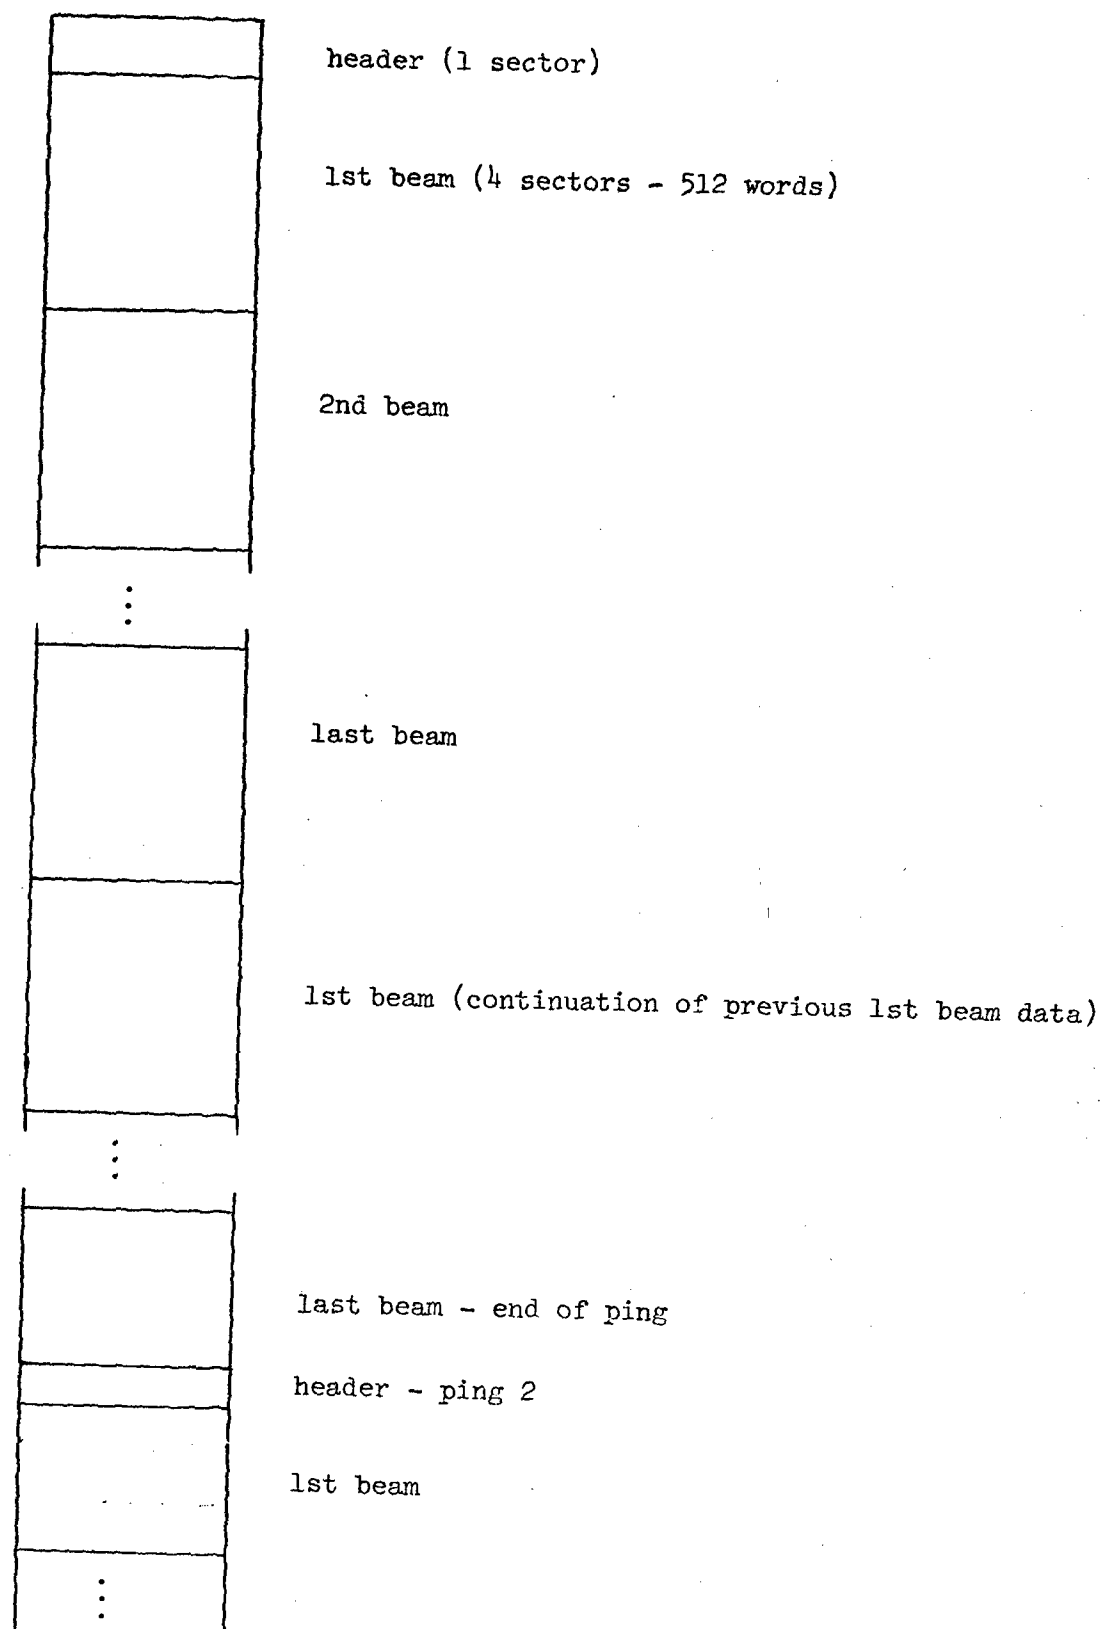 header (1 sector)
1st beam (4 sectors - 512 words)
2nd beam
last beam
1st beam (continuation of previous 1st beam data)
last beam - end of ping
header - ping 2
1st beam